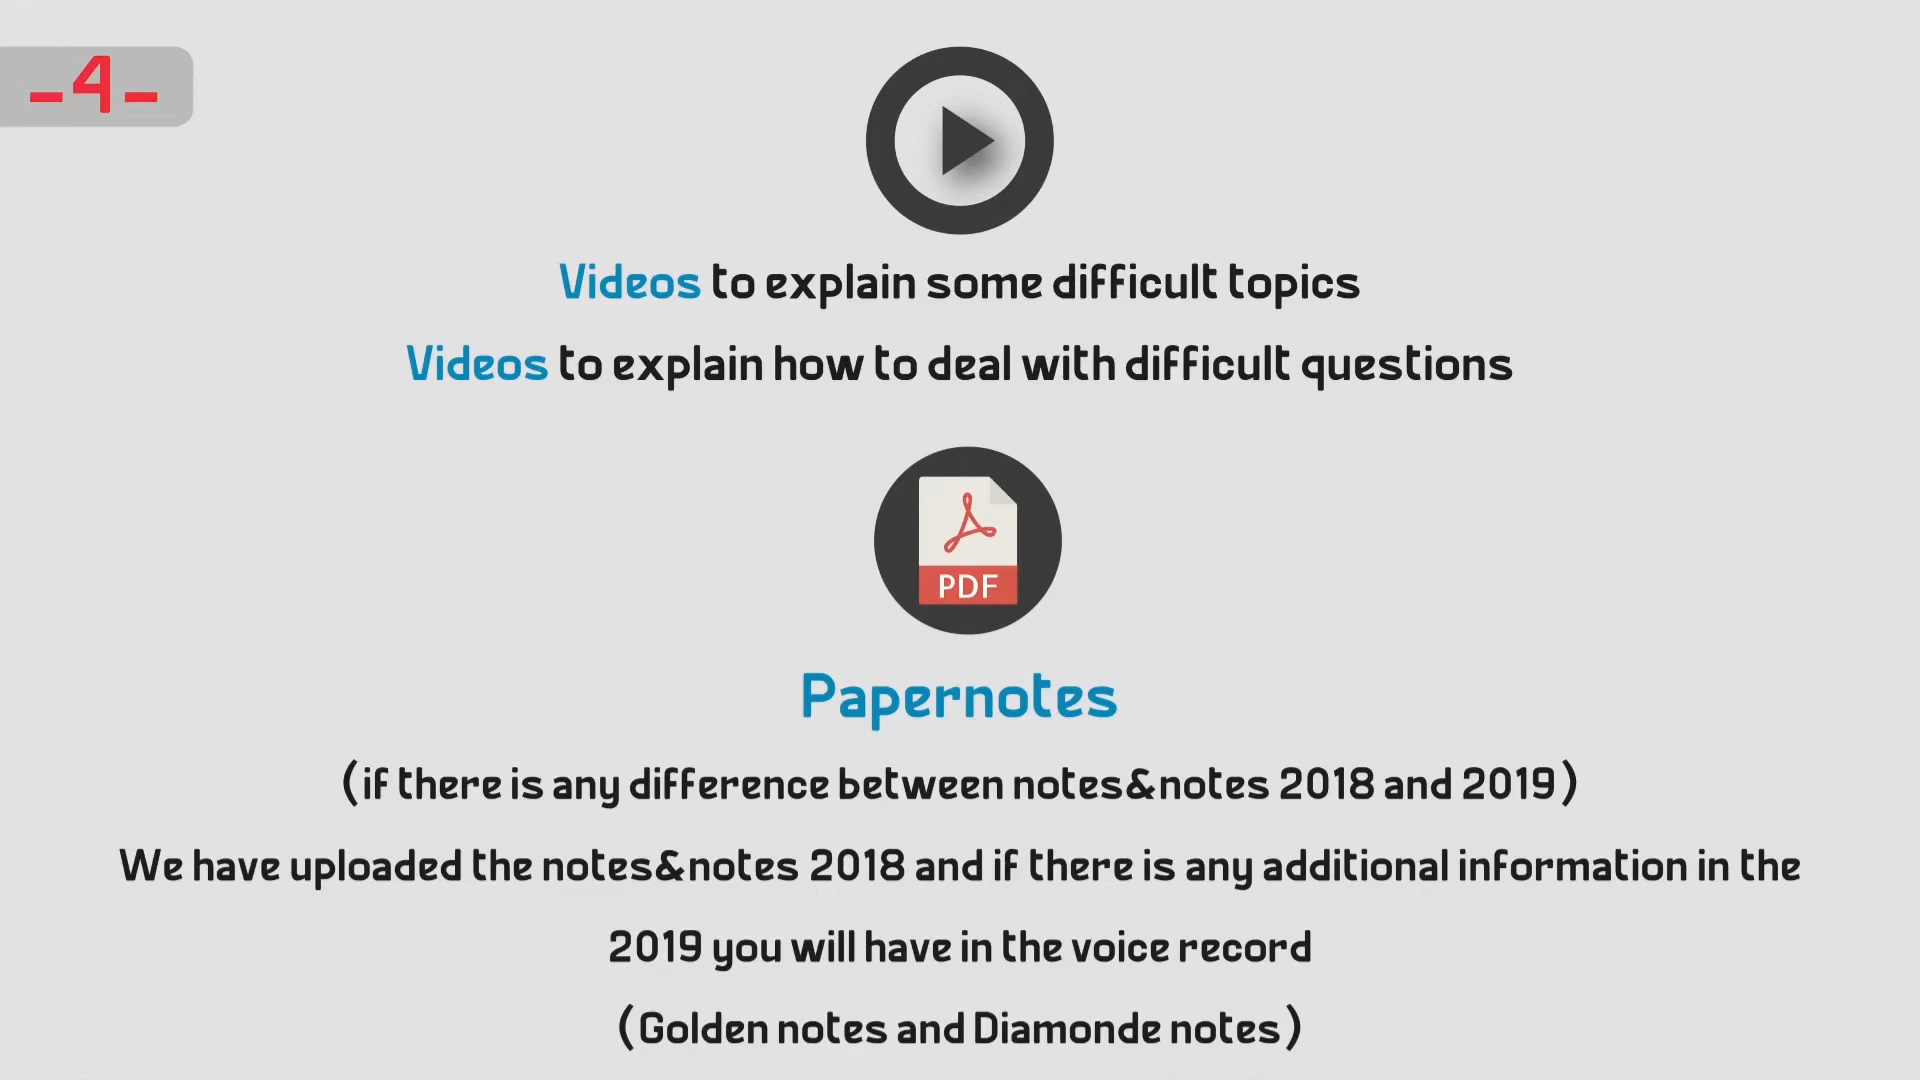 -4-
Videos to explain some difficult topics
Videos to explain how to deal with difficult questions
PDF
Papernotes
(if there is any difference between notes&notes 2018 and 2019)
We have uploaded the notes&notes 2018 and if there is any additional information in the
2019 you will have in the voice record
(Golden notes and Diamonde notes)